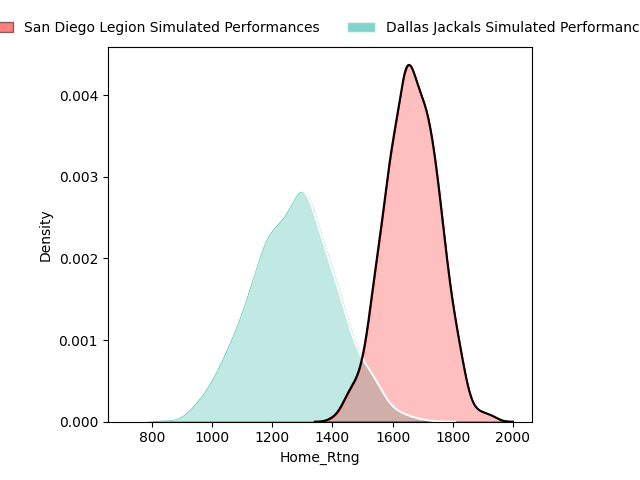 San Diego Legion Simulated Performances
Dallas Jackals Simulated Performanc
0.004
0.003
0.002
0.001
0.000
Density
800 1000 1200 1400 1600 1800 2000
Home_Rtng